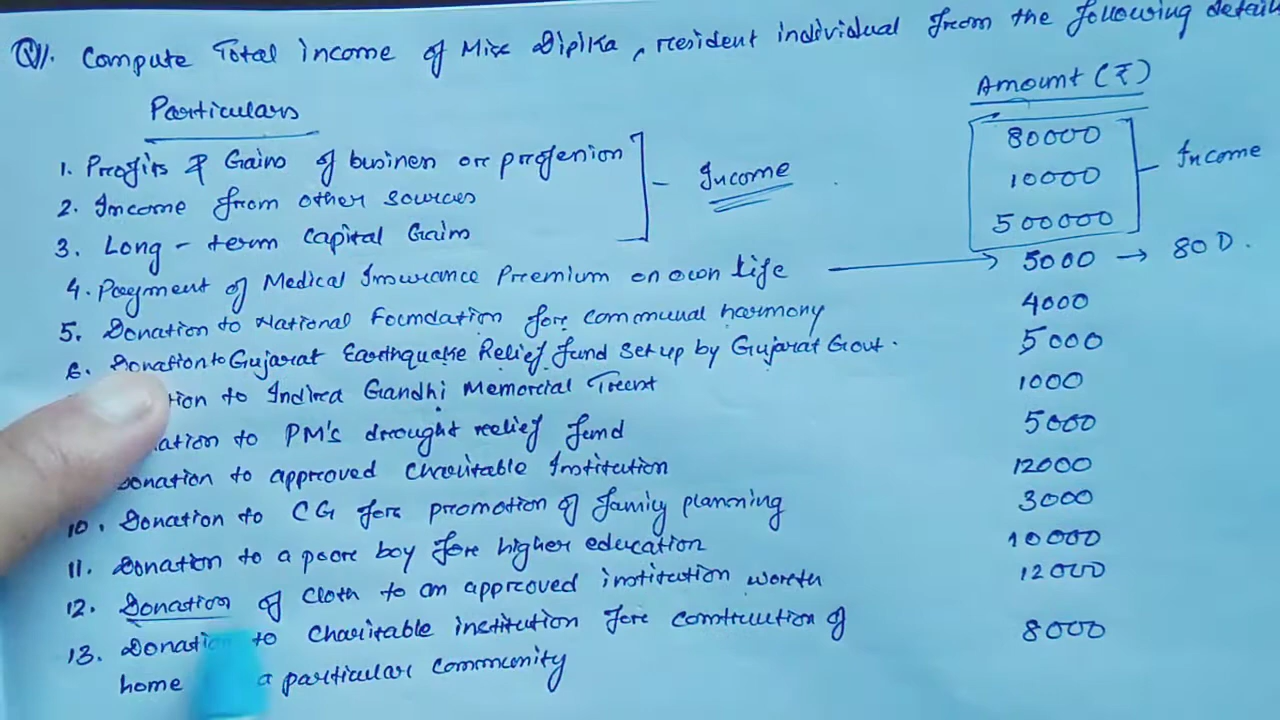 Q1. Compute Total income of Miss Dipika, resident individual from the following detail
Particulars
Amount (₹)
1. Profits & Gains of business or profession
80000
2. Income from other sources
10000
3. Long-term capital Gains
500000
Income
Income
4. Payment of Medical Insurance Premium on own life → 5000 → 80 D.
5. Donation to National Foundation for communal harmony 4000
6. Donation to Gujarat Earthquake Relief fund set up by Gujarat Govt. 5000
tion to Indira Gandhi Memorial Trust 1000
ation to PM's drought relief fund 5000
onation to approved charitable Institution 12000
10. Donation to CG for promotion of family planning 3000
11. Donation to a poor boy for higher education 10000
12. Donation of cloth to an approved institution worth 12000
13. Donation to charitable institution for construction of 8000
home a particular community